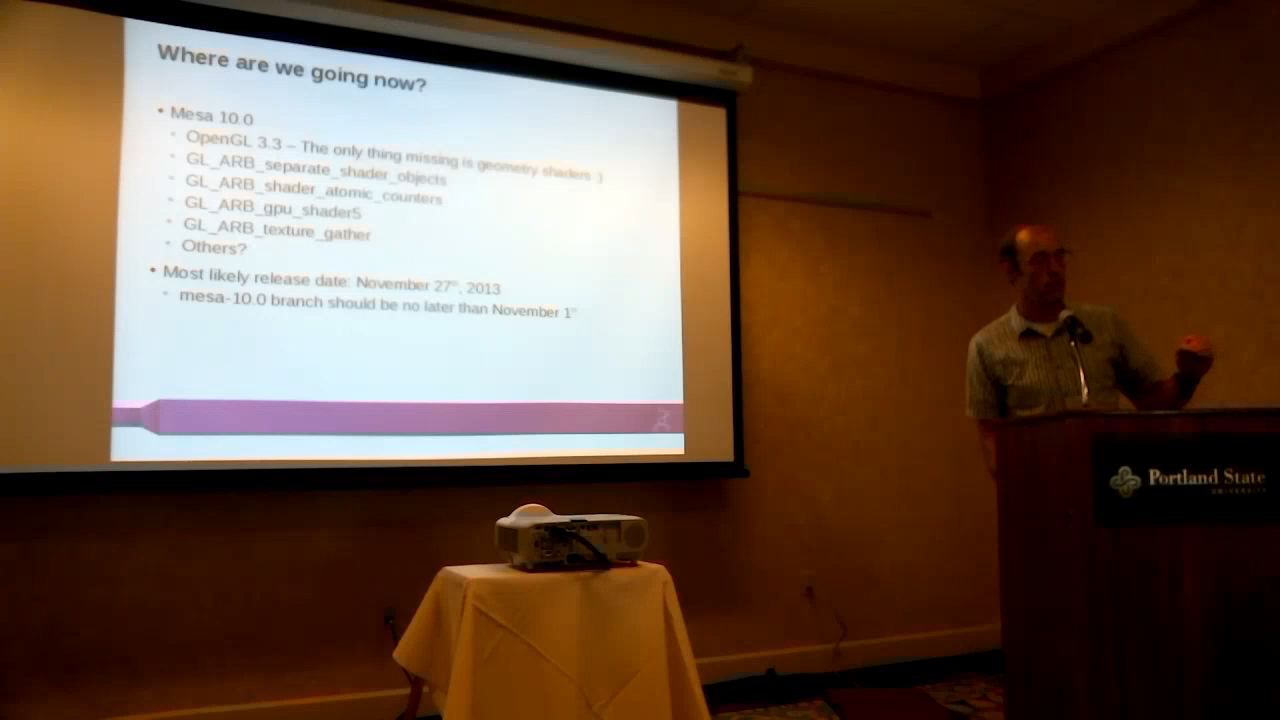 Where are we going now?
• Mesa 10.0
• OpenGL 3.3 – The only thing missing is geometry shaders :)
• GL_ARB_separate_shader_objects
• GL_ARB_shader_atomic_counters
• GL_ARB_gpu_shader5
• GL_ARB_texture_gather
• Others?
• Most likely release date: November 27th, 2013
• mesa-10.0 branch should be no later than November 1st
Portland State
UNIVERSITY